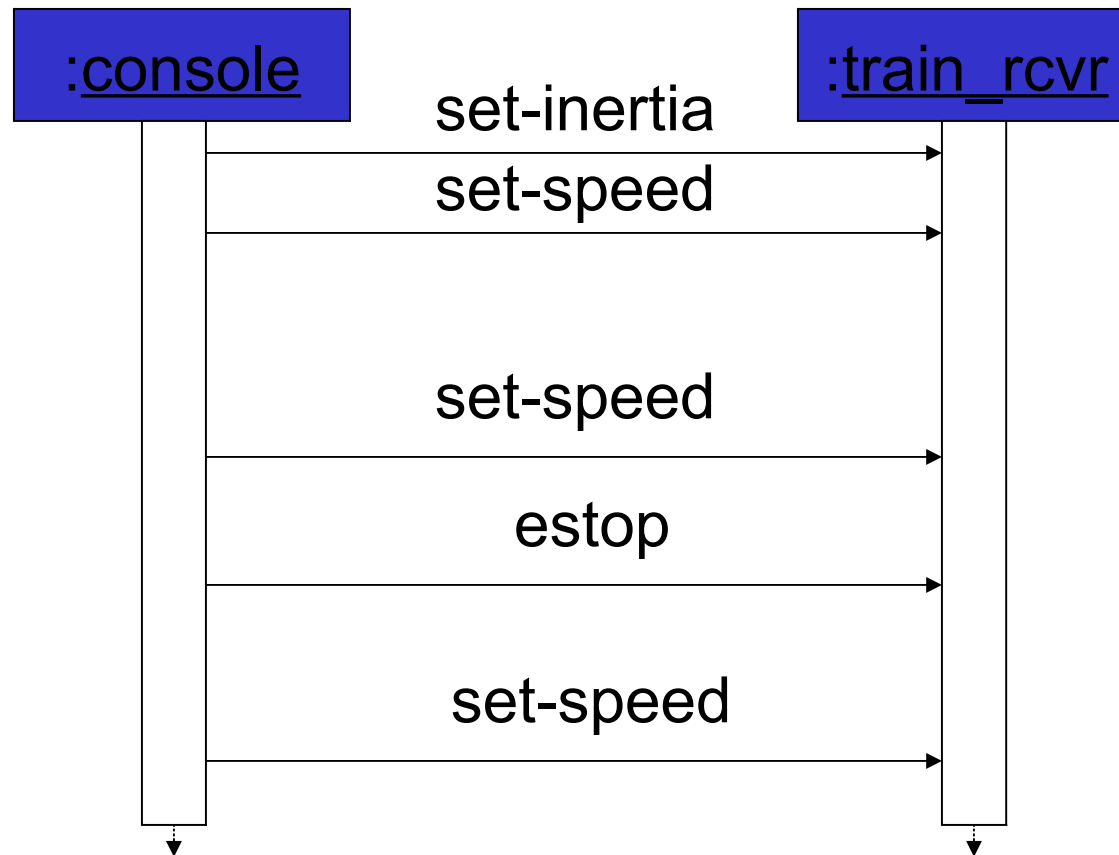 :console
:train_rcvr
set-inertia
set-speed
set-speed
estop
set-speed